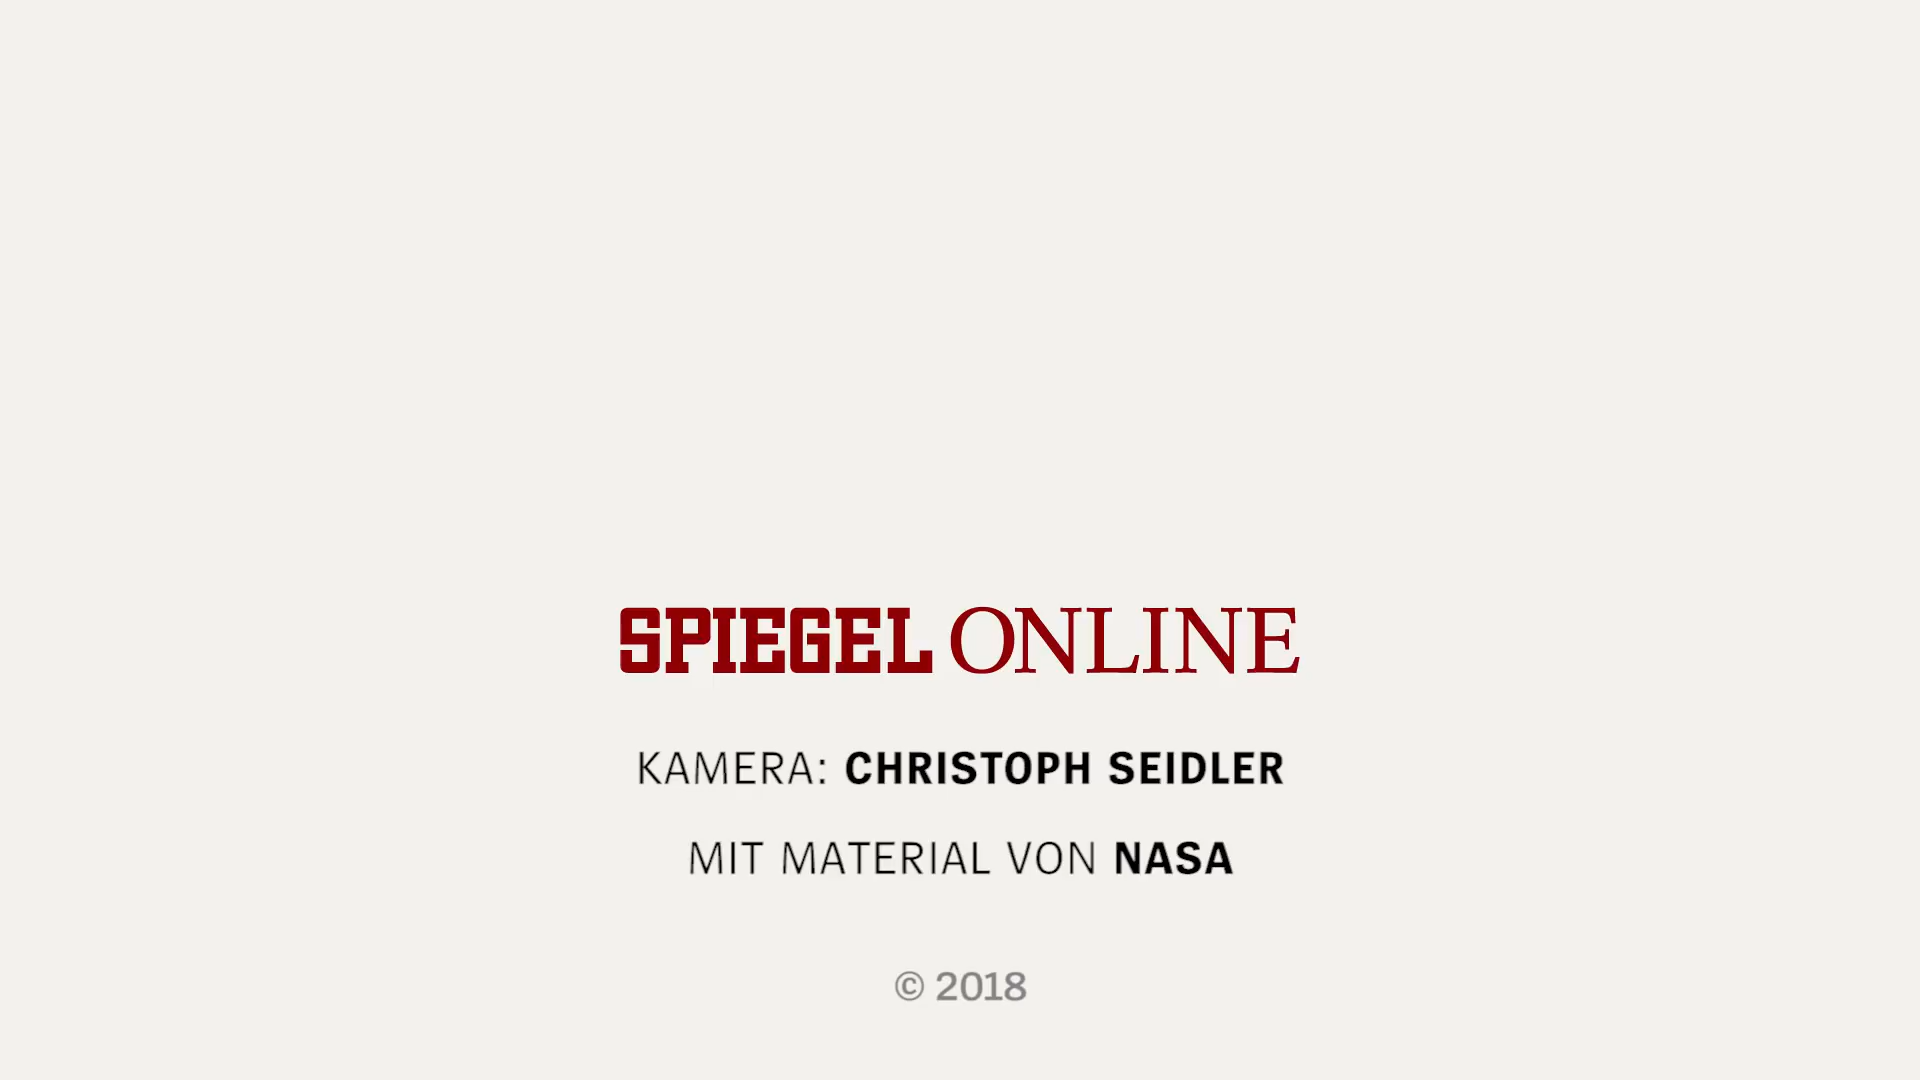 SPIEGEL ONLINE
KAMERA: CHRISTOPH SEIDLER
MIT MATERIAL VON NASA
© 2018